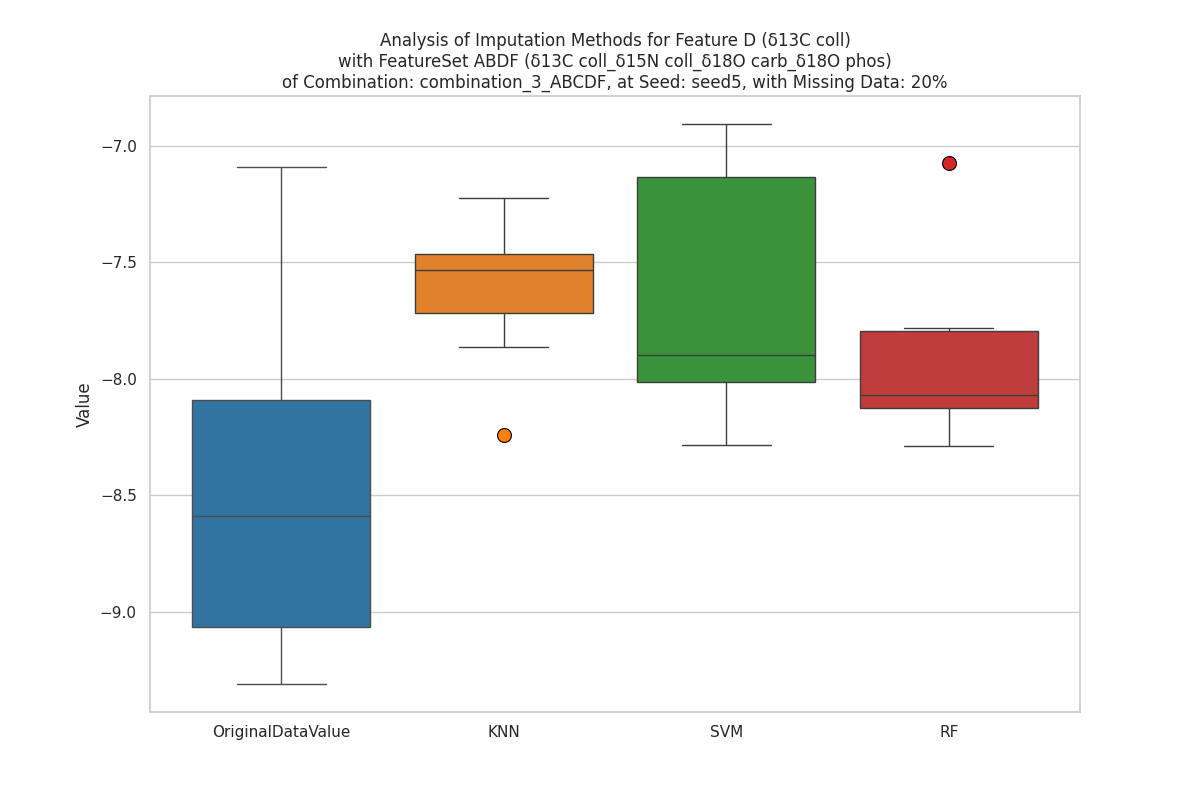 Analysis of Imputation Methods for Feature D (δ13C coll)
with FeatureSet ABDF (δ13C coll_δ15N coll_δ18O carb_δ18O phos)
of Combination: combination_3_ABCDF, at Seed: seed5, with Missing Data: 20%
Value
−7.0
−7.5
−8.0
−8.5
−9.0
OriginalDataValue KNN SVM RF